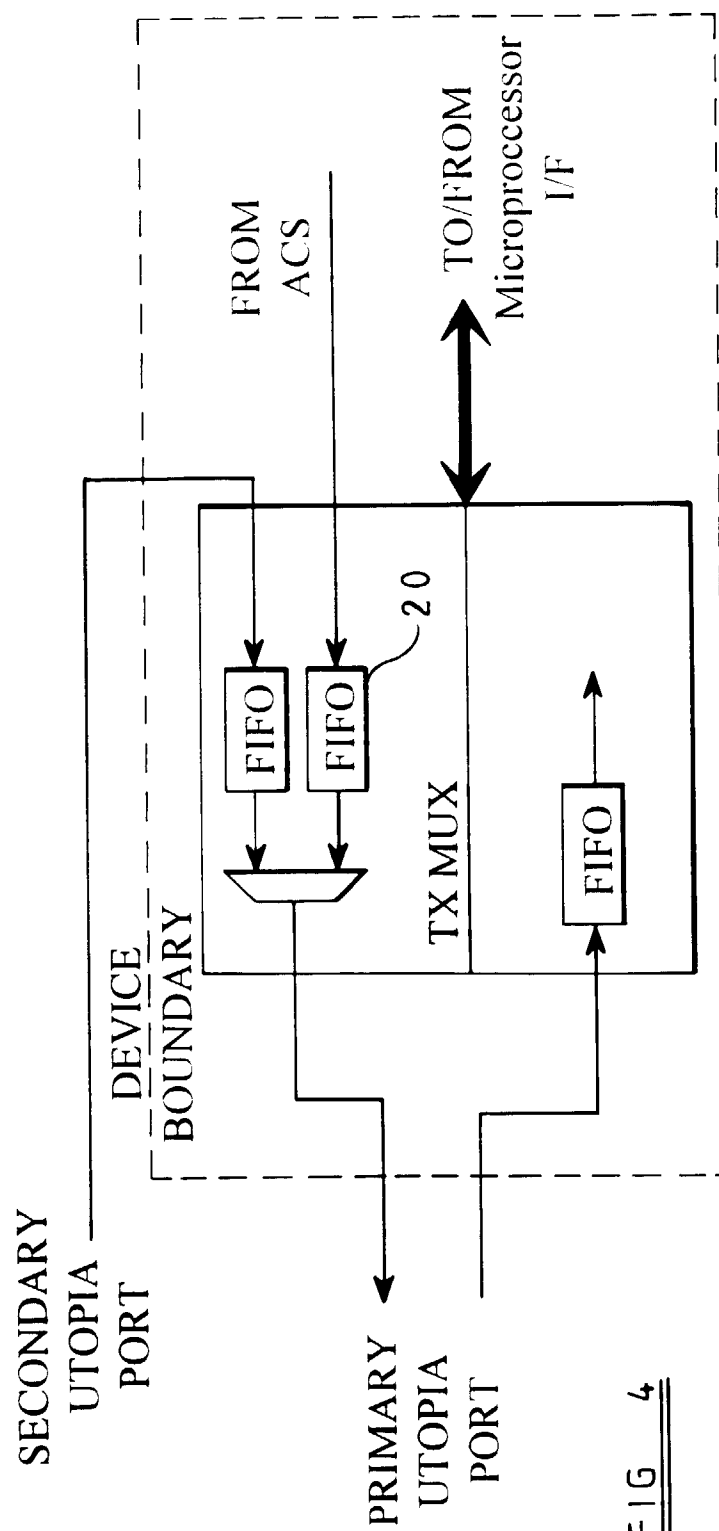 SECONDARY
UTOPIA
PORT
DEVICE
BOUNDARY
FROM
ACS
FIFO
FIFO
20
TO/FROM
Microproccessor
I/F
TX MUX
FIFO
PRIMARY
UTOPIA
PORT
FIG 4